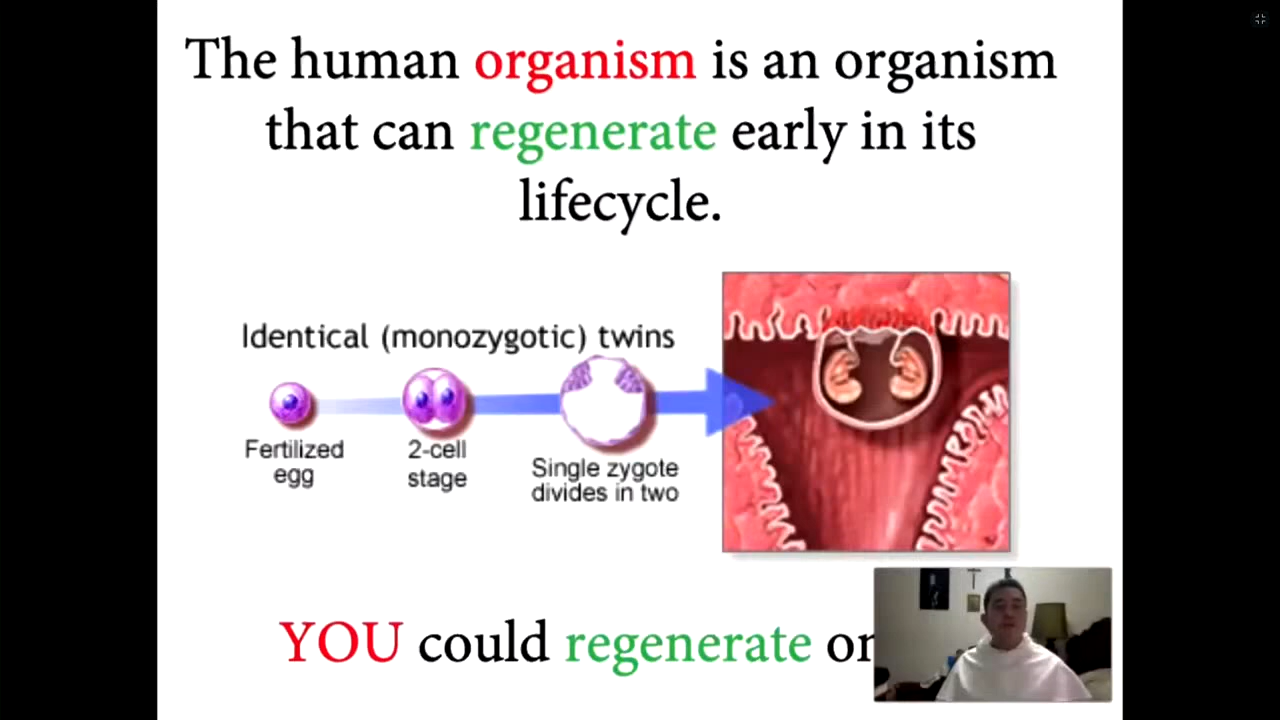 The human organism is an organism
that can regenerate early in its
lifecycle.
Identical (monozygotic) twins
Fertilized
egg
2-cell
stage
Single zygote
divides in two
YOU could regenerate